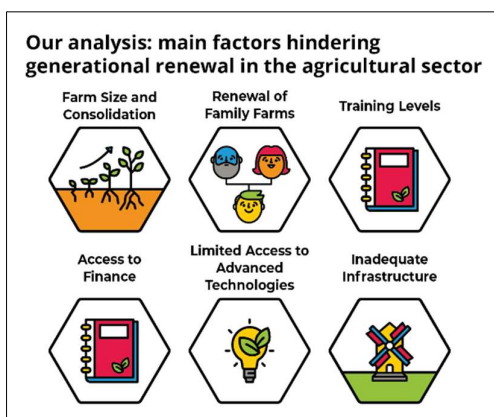 Our analysis: main factors hindering
generational renewal in the agricultural sector
Farm Size and
Consolidation
Renewal of
Family Farms
Training Levels
Access to
Finance
Limited Access to
Advanced
Technologies
Inadequate
Infrastructure